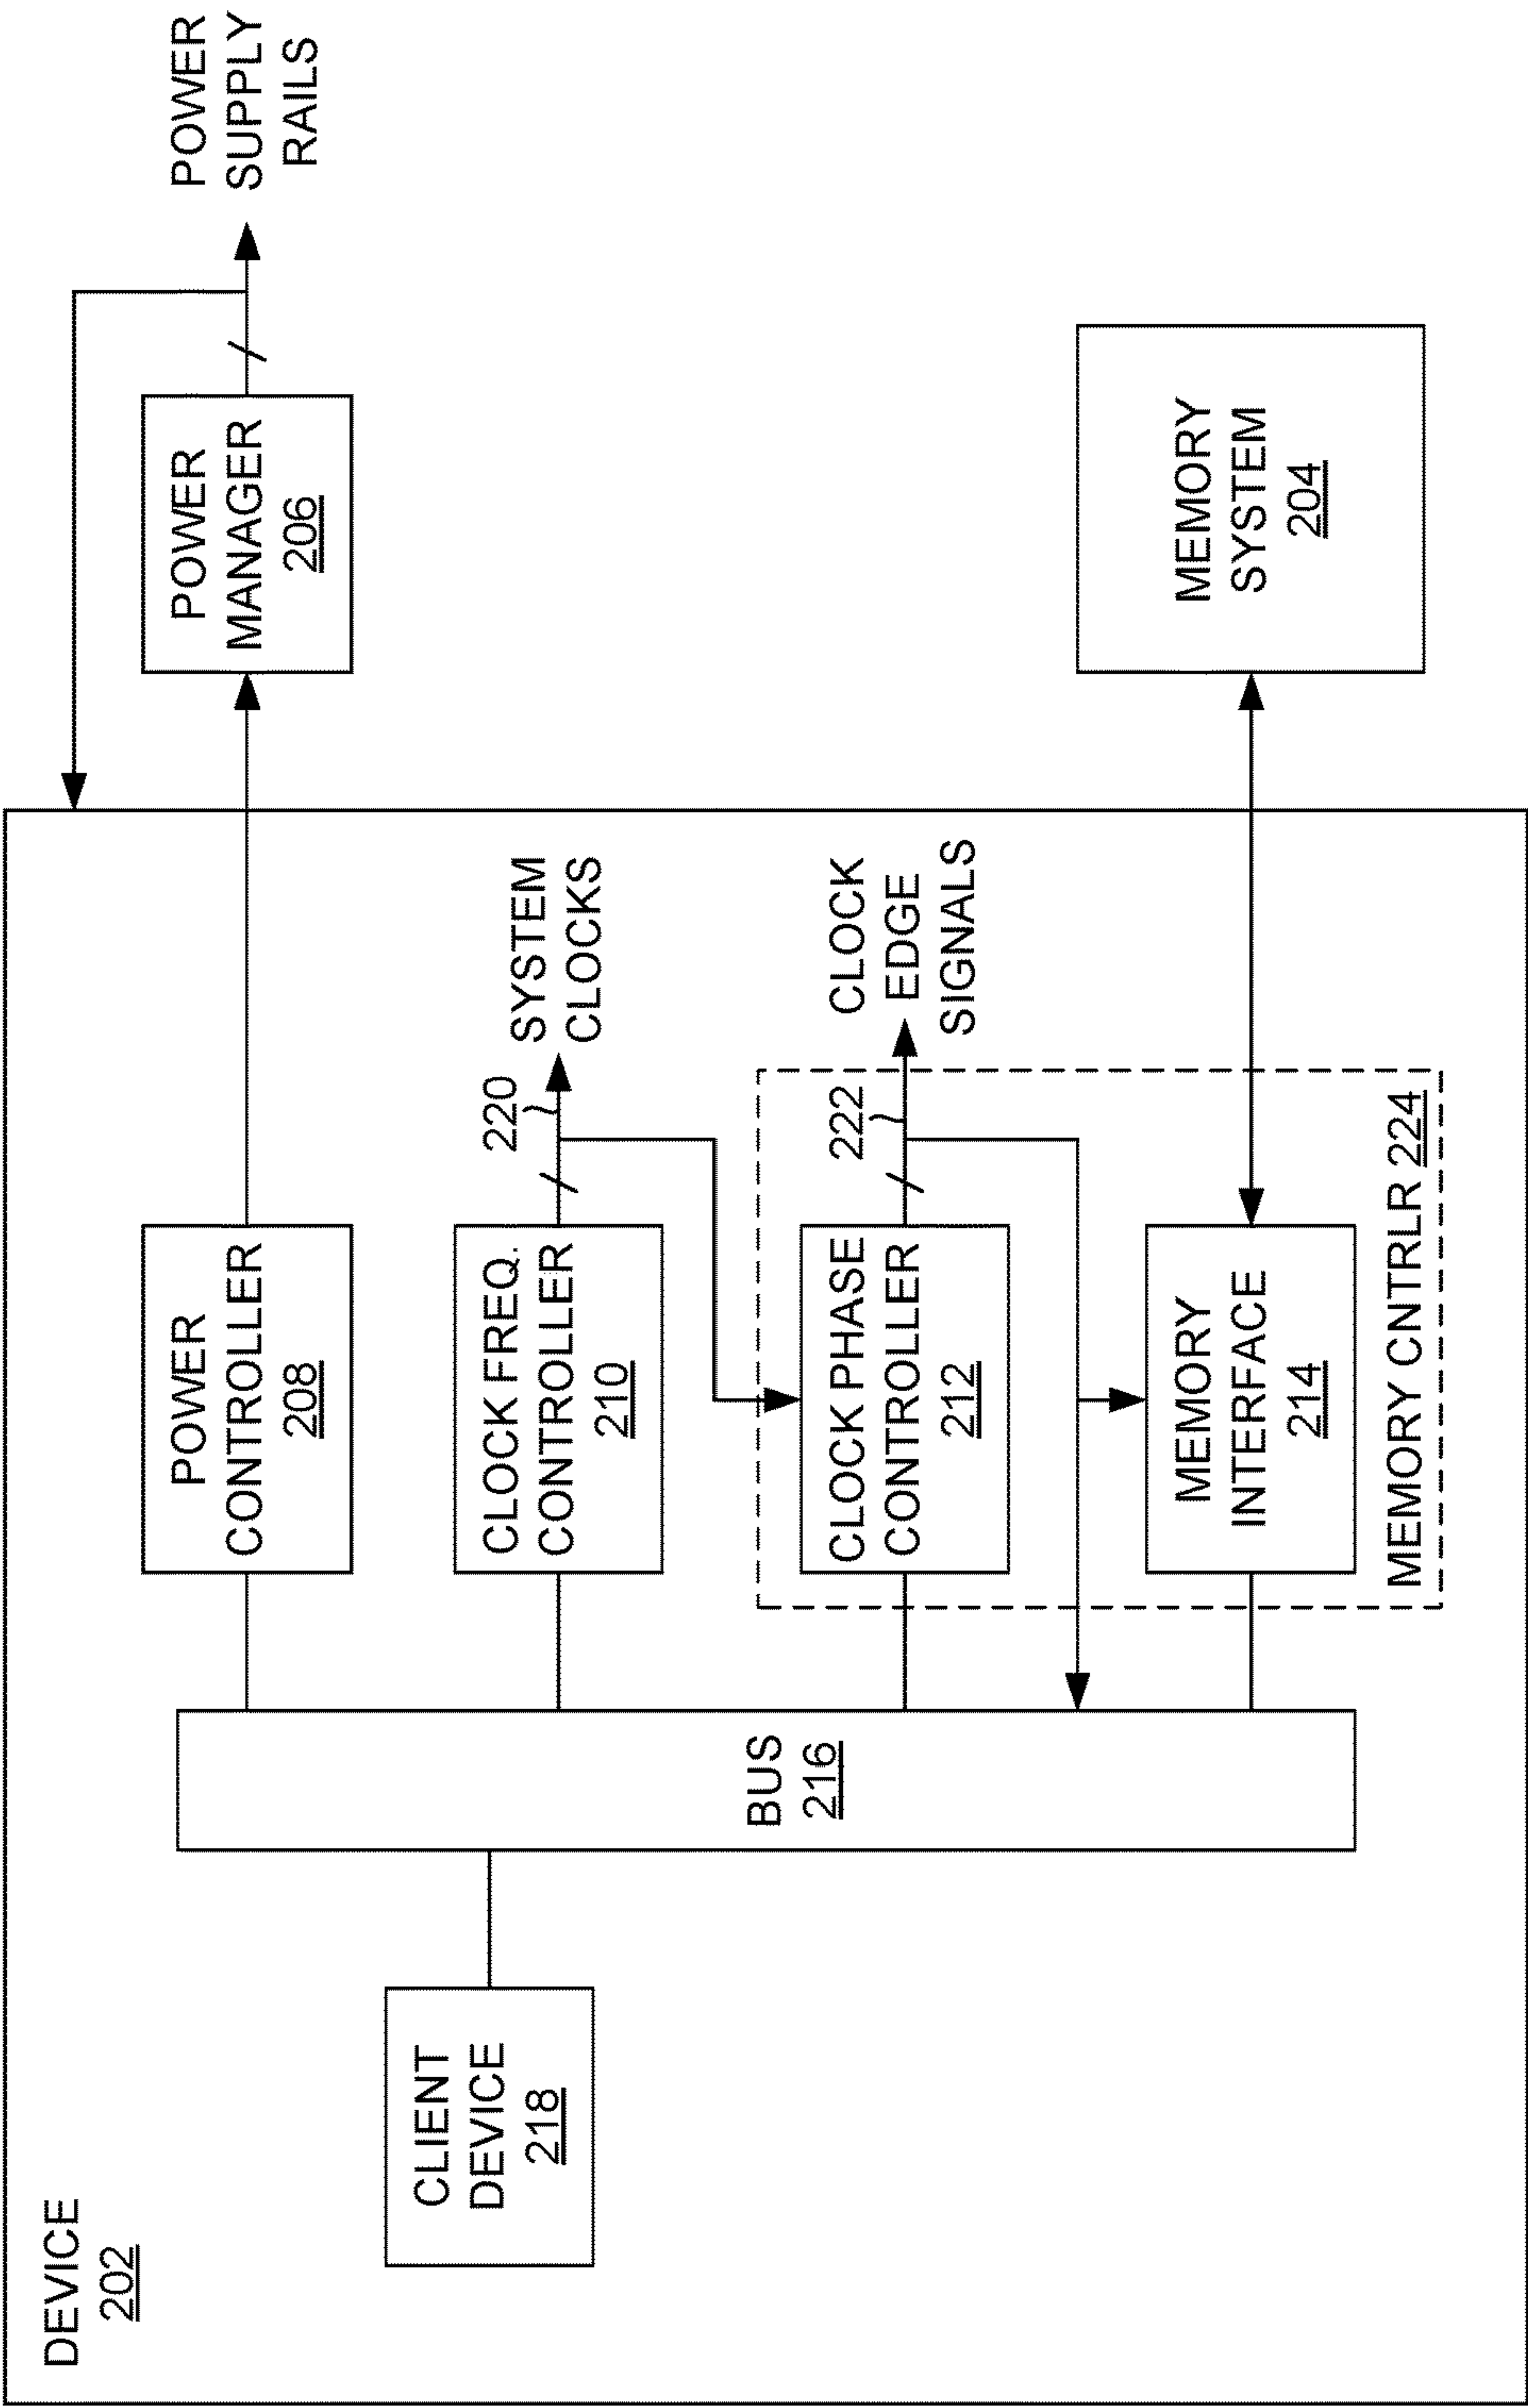 DEVICE
202
CLIENT
DEVICE
218
BUS
216
POWER
CONTROLLER
208
CLOCK FREQ.
CONTROLLER
210
CLOCK PHASE
CONTROLLER
212
MEMORY
INTERFACE
214
MEMORY CNTRLR 224
220
SYSTEM
CLOCKS
222
CLOCK
EDGE
SIGNALS
POWER
MANAGER
206
POWER
SUPPLY
RAILS
MEMORY
SYSTEM
204